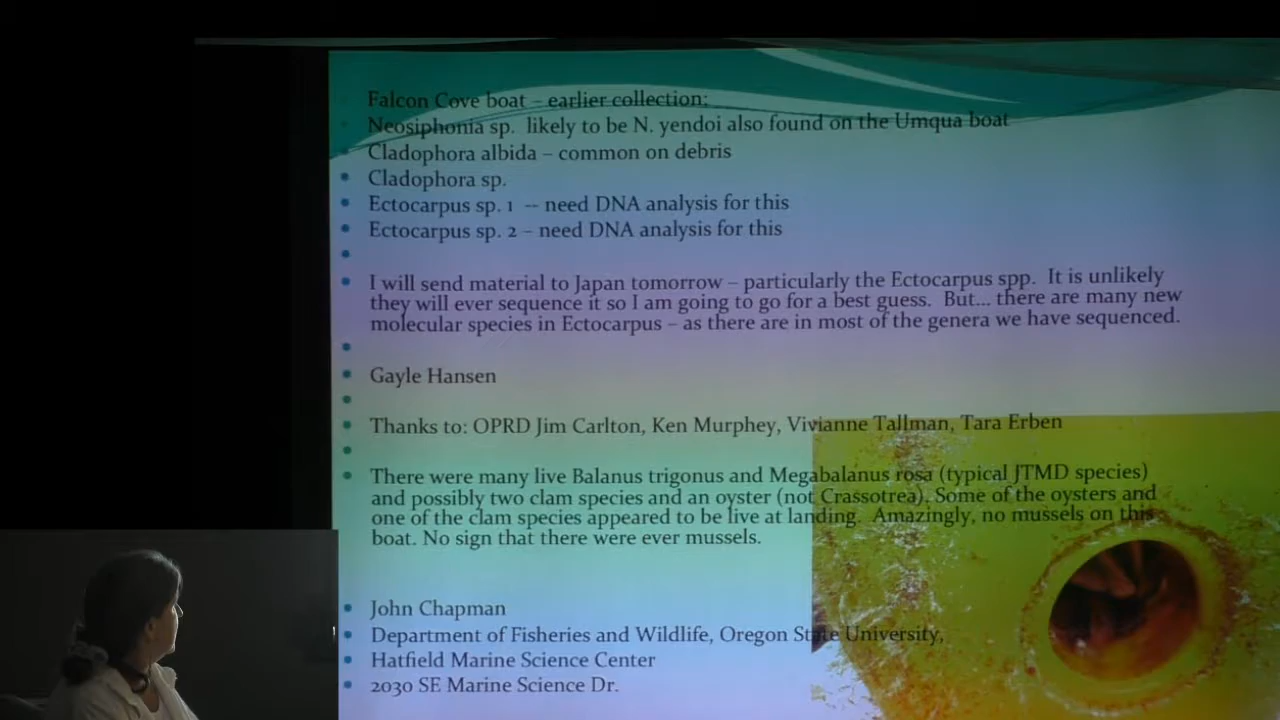 Falcon Cove boat – earlier collection:
Neosiphonia sp. likely to be N. yendoi also found on the Umqua boat
Cladophora albida – common on debris
Cladophora sp.
Ectocarpus sp. 1 -- need DNA analysis for this
Ectocarpus sp. 2 – need DNA analysis for this
I will send material to Japan tomorrow – particularly the Ectocarpus spp. It is unlikely
they will ever sequence it so I am going to go for a best guess. But... there are many new
molecular species in Ectocarpus – as there are in most of the genera we have sequenced.
Gayle Hansen
Thanks to: OPRD Jim Carlton, Ken Murphey, Vivianne Tallman, Tara Erben
There were many live Balanus trigonus and Megabalanus rosa (typical JTMD species)
and possibly two clam species and an oyster (not Crassotrea). Some of the oysters and
one of the clam species appeared to be live at landing. Amazingly, no mussels on this
boat. No sign that there were ever mussels.
John Chapman
Department of Fisheries and Wildlife, Oregon State University,
Hatfield Marine Science Center
2030 SE Marine Science Dr.